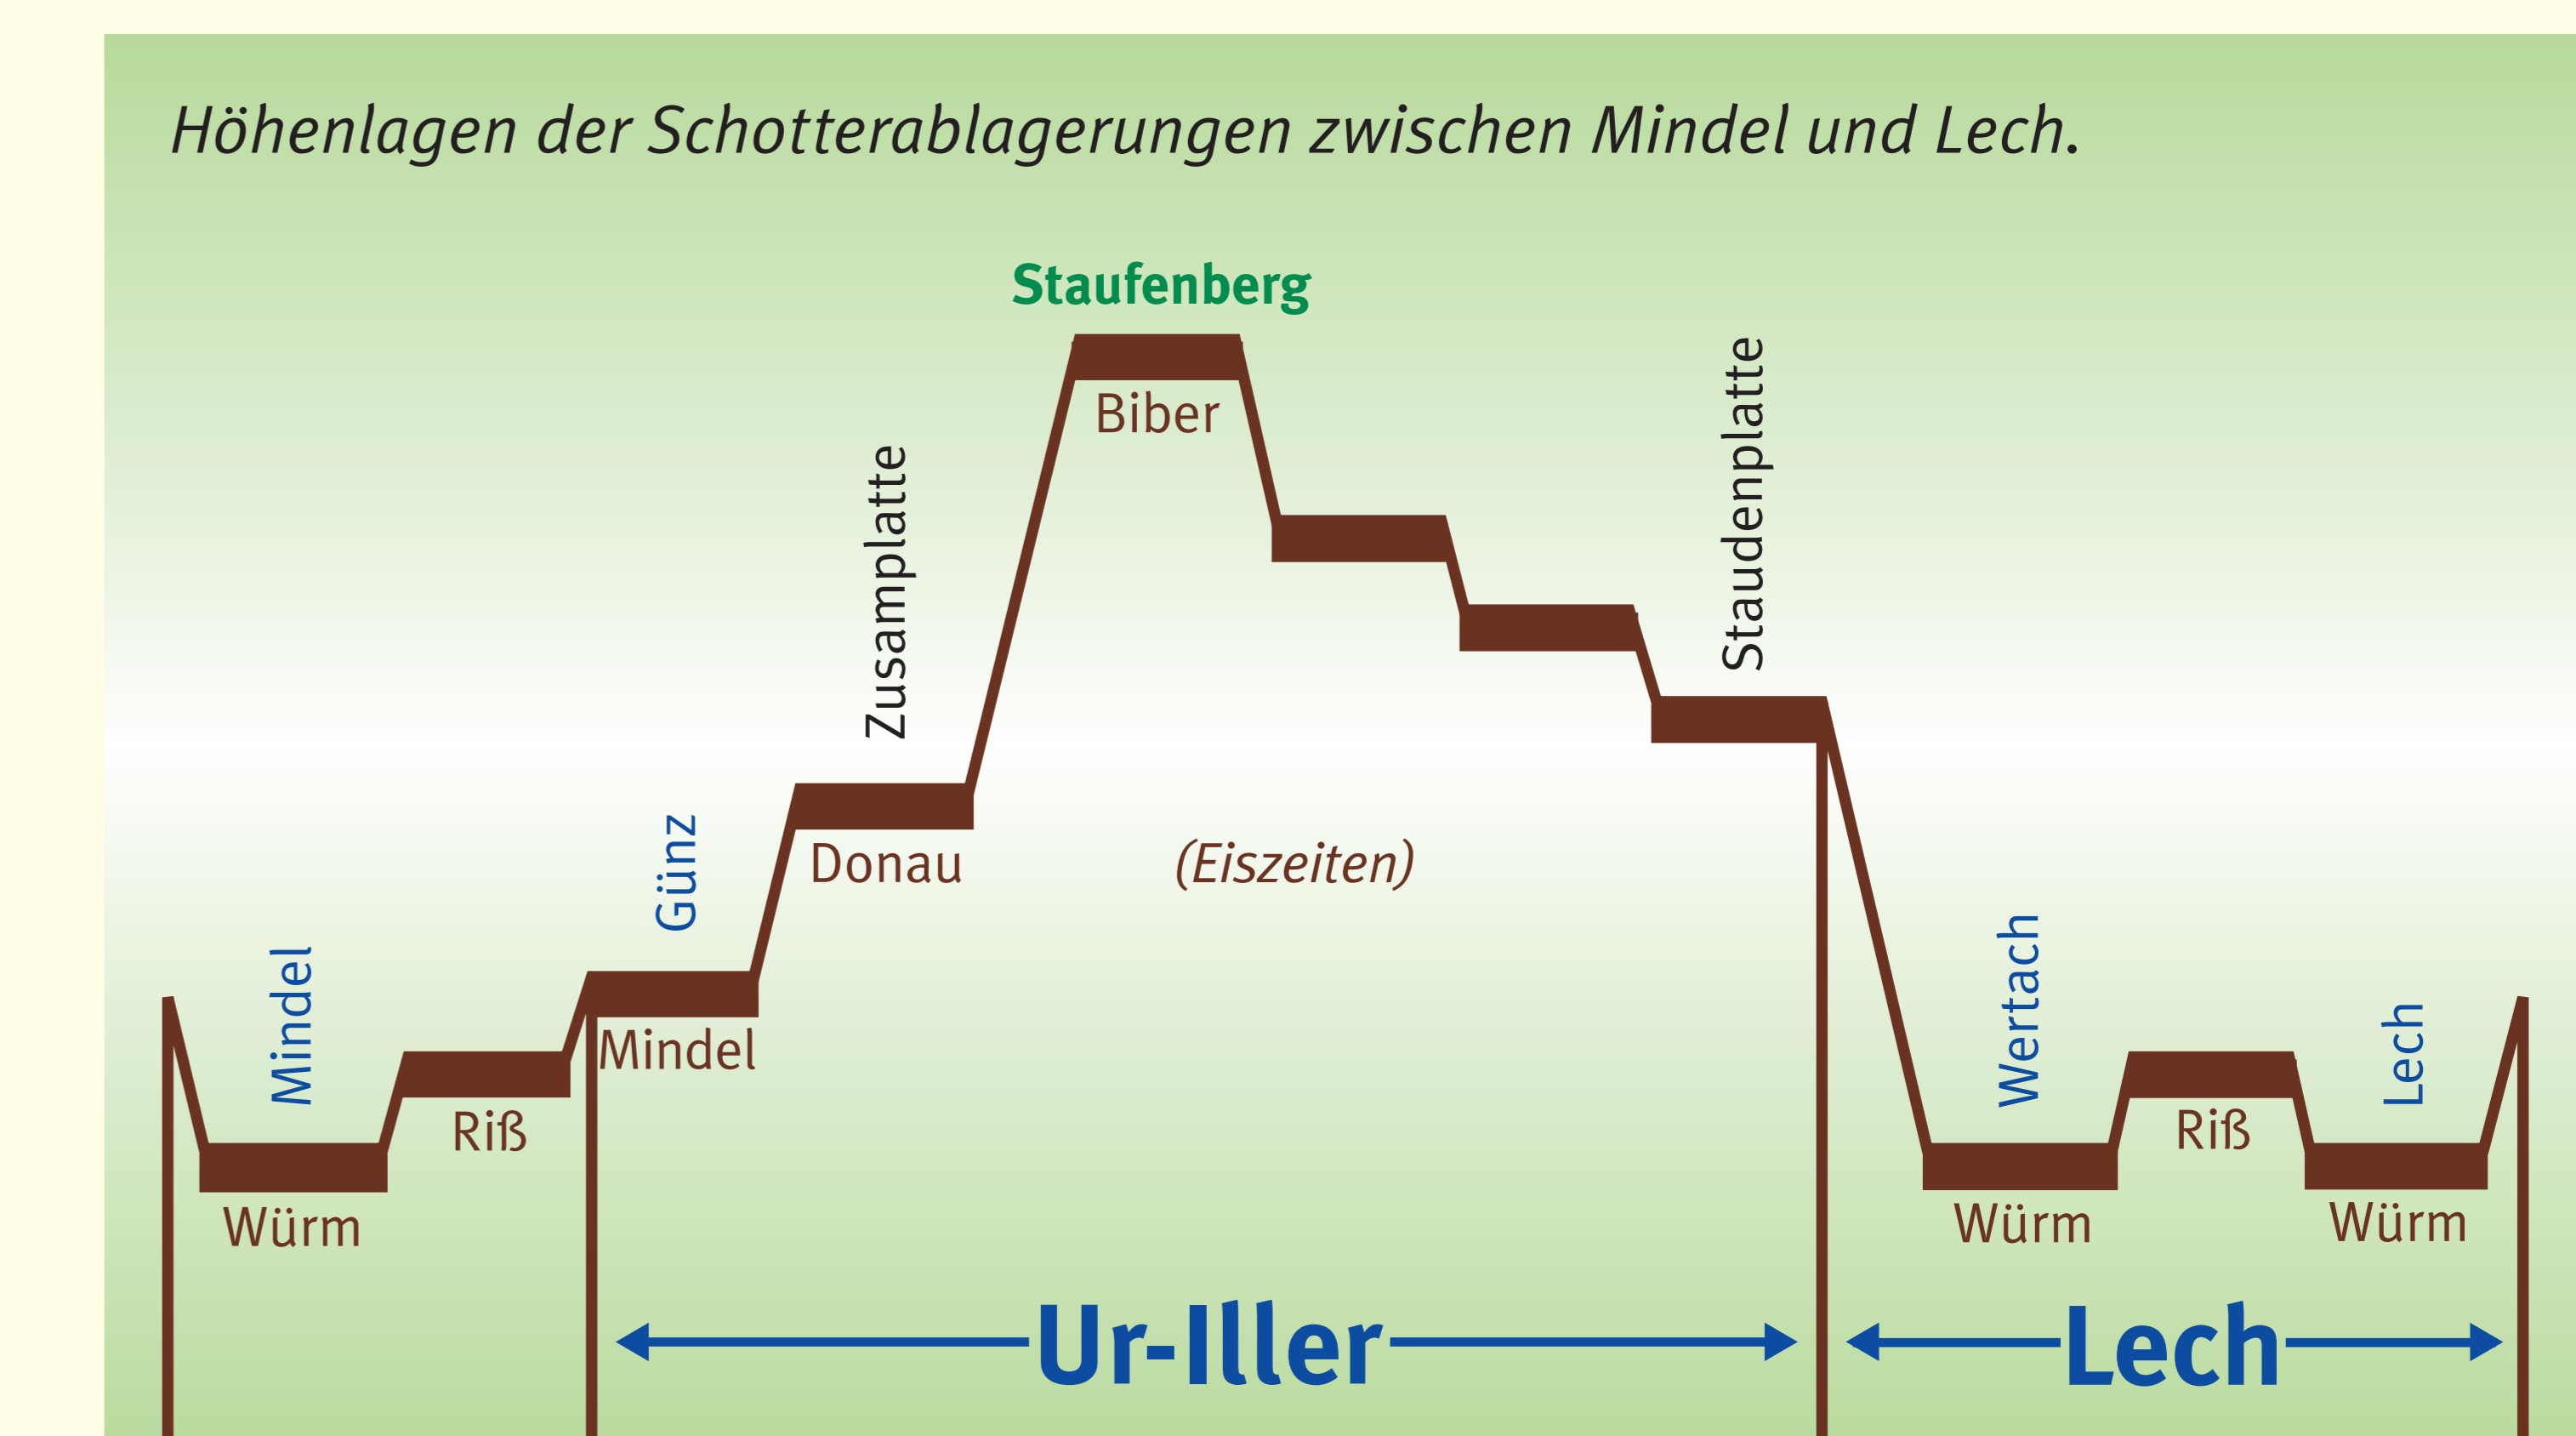 Höhenlagen der Schotterablagerungen zwischen Mindel und Lech.
Staufenberg
Biber
Staudenplatte
Zusamplatte
Donau
(Eiszeiten)
Günz
Mindel
Mindel
Riß
Würm
Wertach
Lech
Riß
Würm
Würm
Ur-Iller
Lech